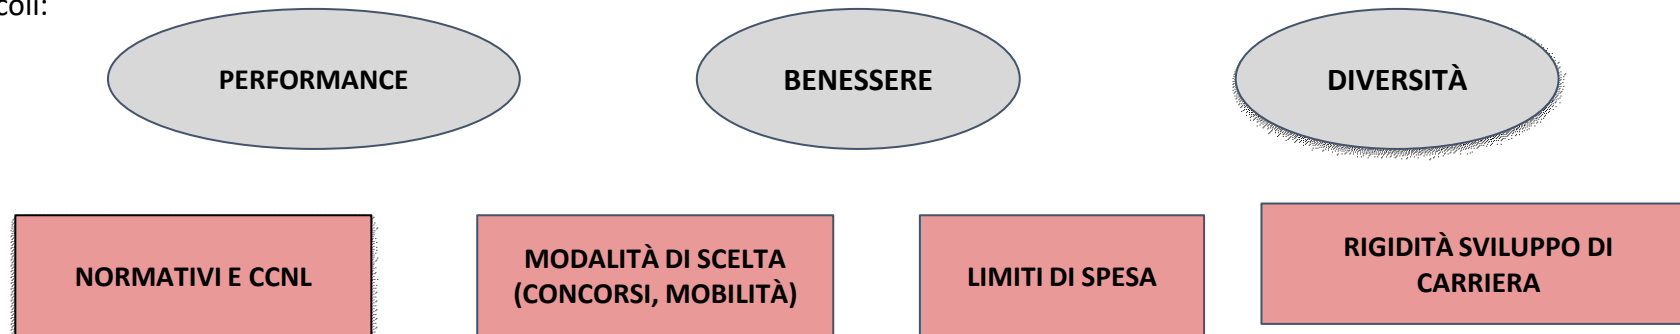 coli:
PERFORMANCE
BENESSERE
DIVERSITÀ
NORMATIVI E CCNL
MODALITÀ DI SCELTA
(CONCORSI, MOBILITÀ)
LIMITI DI SPESA
RIGIDITÀ SVILUPPO DI
CARRIERA